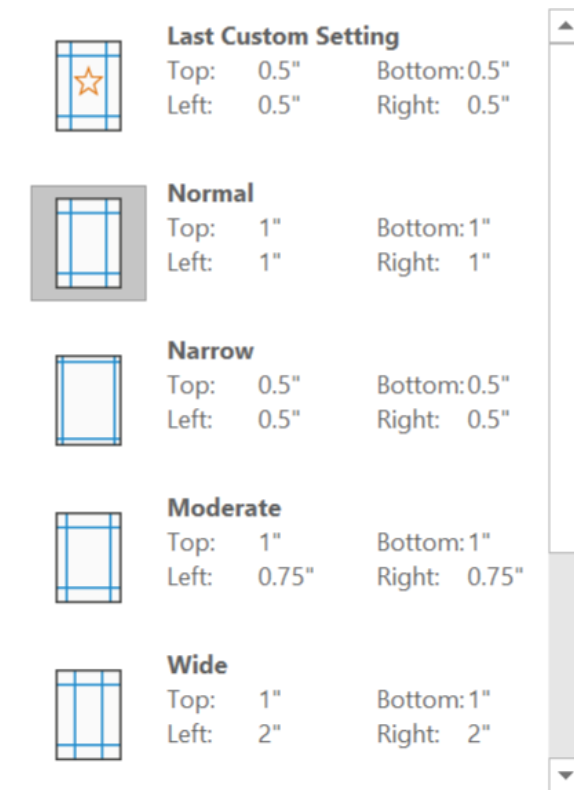 Last Custom Setting
Top: 0.5" Bottom: 0.5"
Left: 0.5" Right: 0.5"
Normal
Top: 1" Bottom: 1"
Left: 1" Right: 1"
Narrow
Top: 0.5" Bottom: 0.5"
Left: 0.5" Right: 0.5"
Moderate
Top: 1" Bottom: 1"
Left: 0.75" Right: 0.75"
Wide
Top: 1" Bottom: 1"
Left: 2" Right: 2"